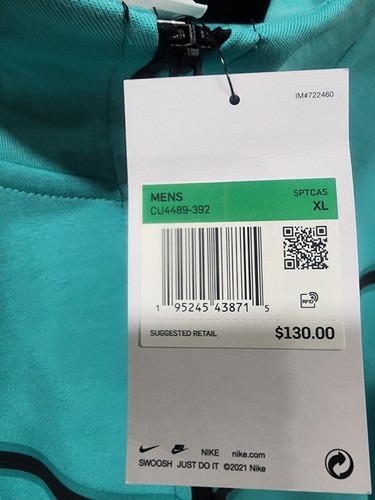 IM#722460
MENS SPTCAS
CU4489-392 XL
1 95245 43871 5
RFID
SUGGESTED RETAIL $130.00
NIKE nike.com
SWOOSH JUST DO IT ©2021 Nike